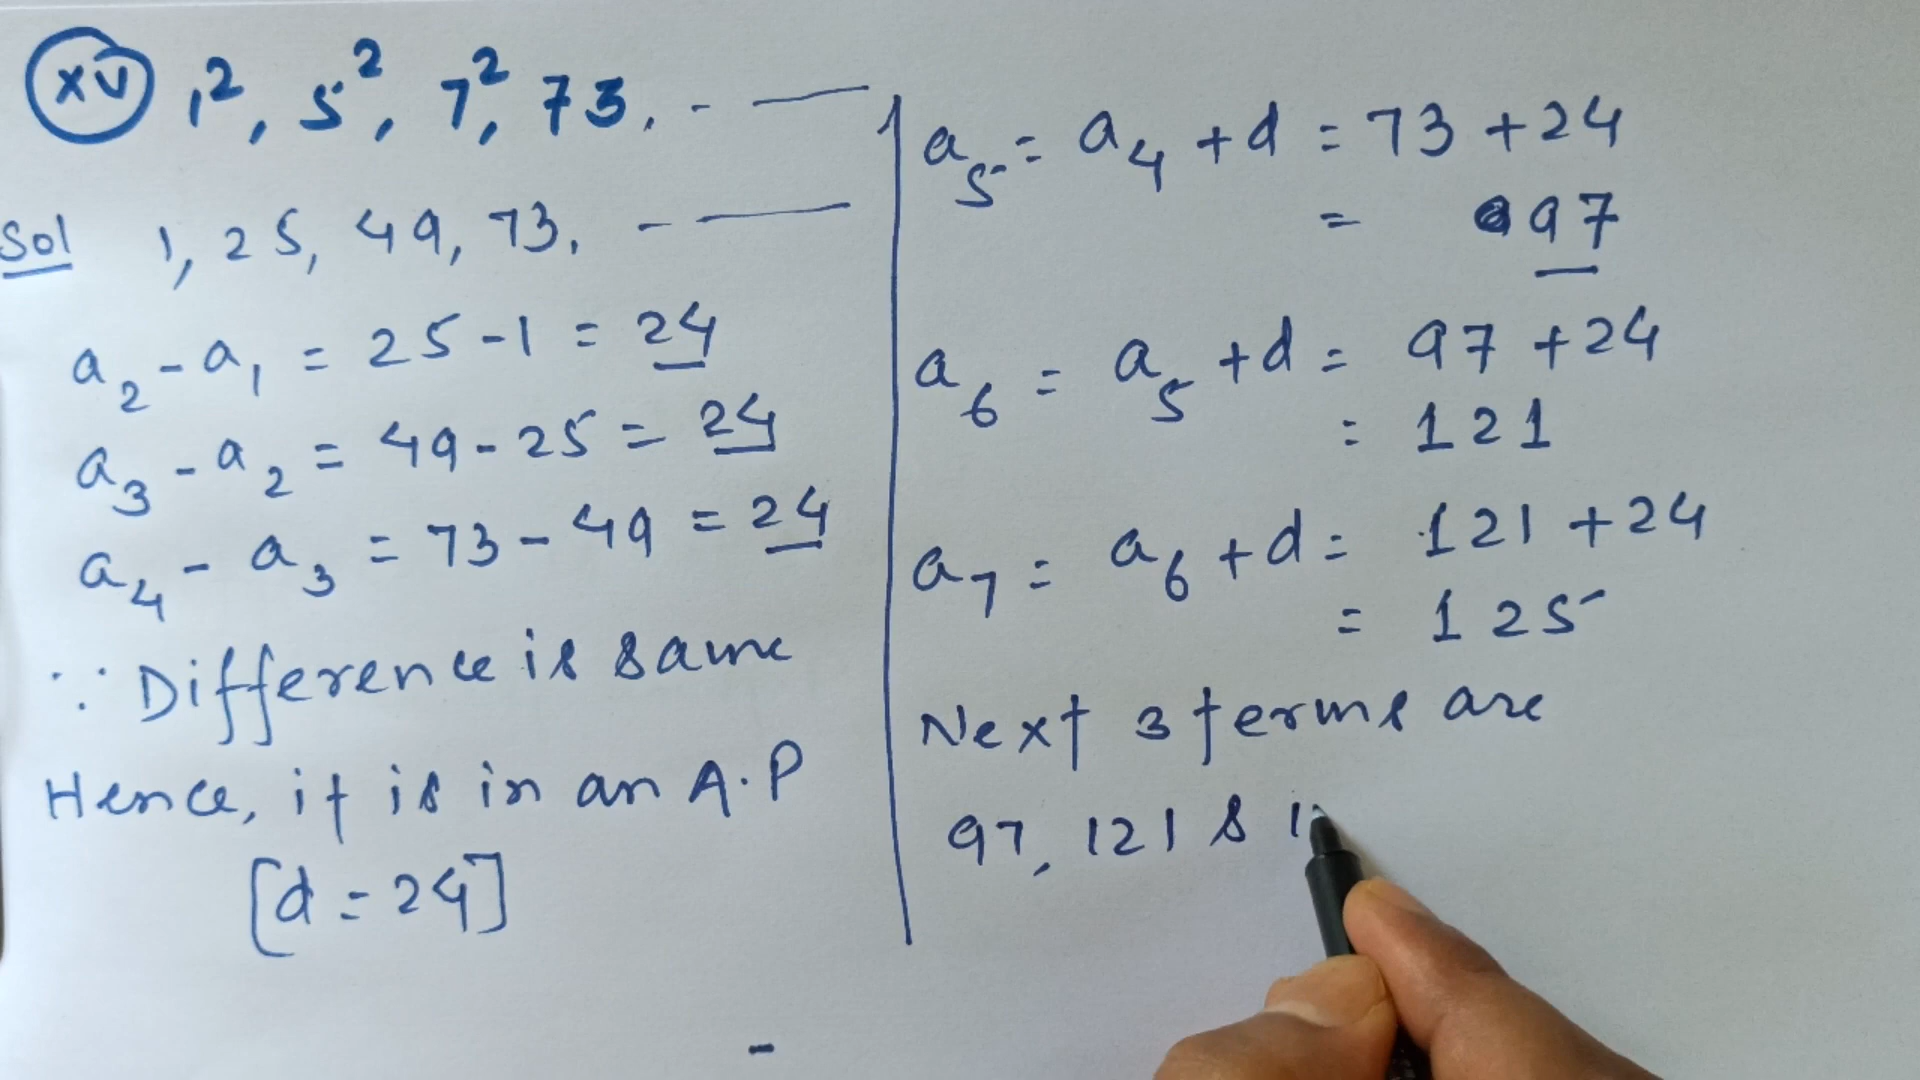 XV 1², 5², 7², 73, - —
Sol 1, 25, 49, 73, - —
a₂ - a₁ = 25 - 1 = 24
a₃ - a₂ = 49 - 25 = 24
a₄ - a₃ = 73 - 49 = 24
∵ Difference is same
Hence, it is in an A.P
[d = 24]
a₅ = a₄ + d = 73 + 24
= 97
a₆ = a₅ + d = 97 + 24
= 121
a₇ = a₆ + d = 121 + 24
= 125
Next 3 terms are
97, 121 & 1